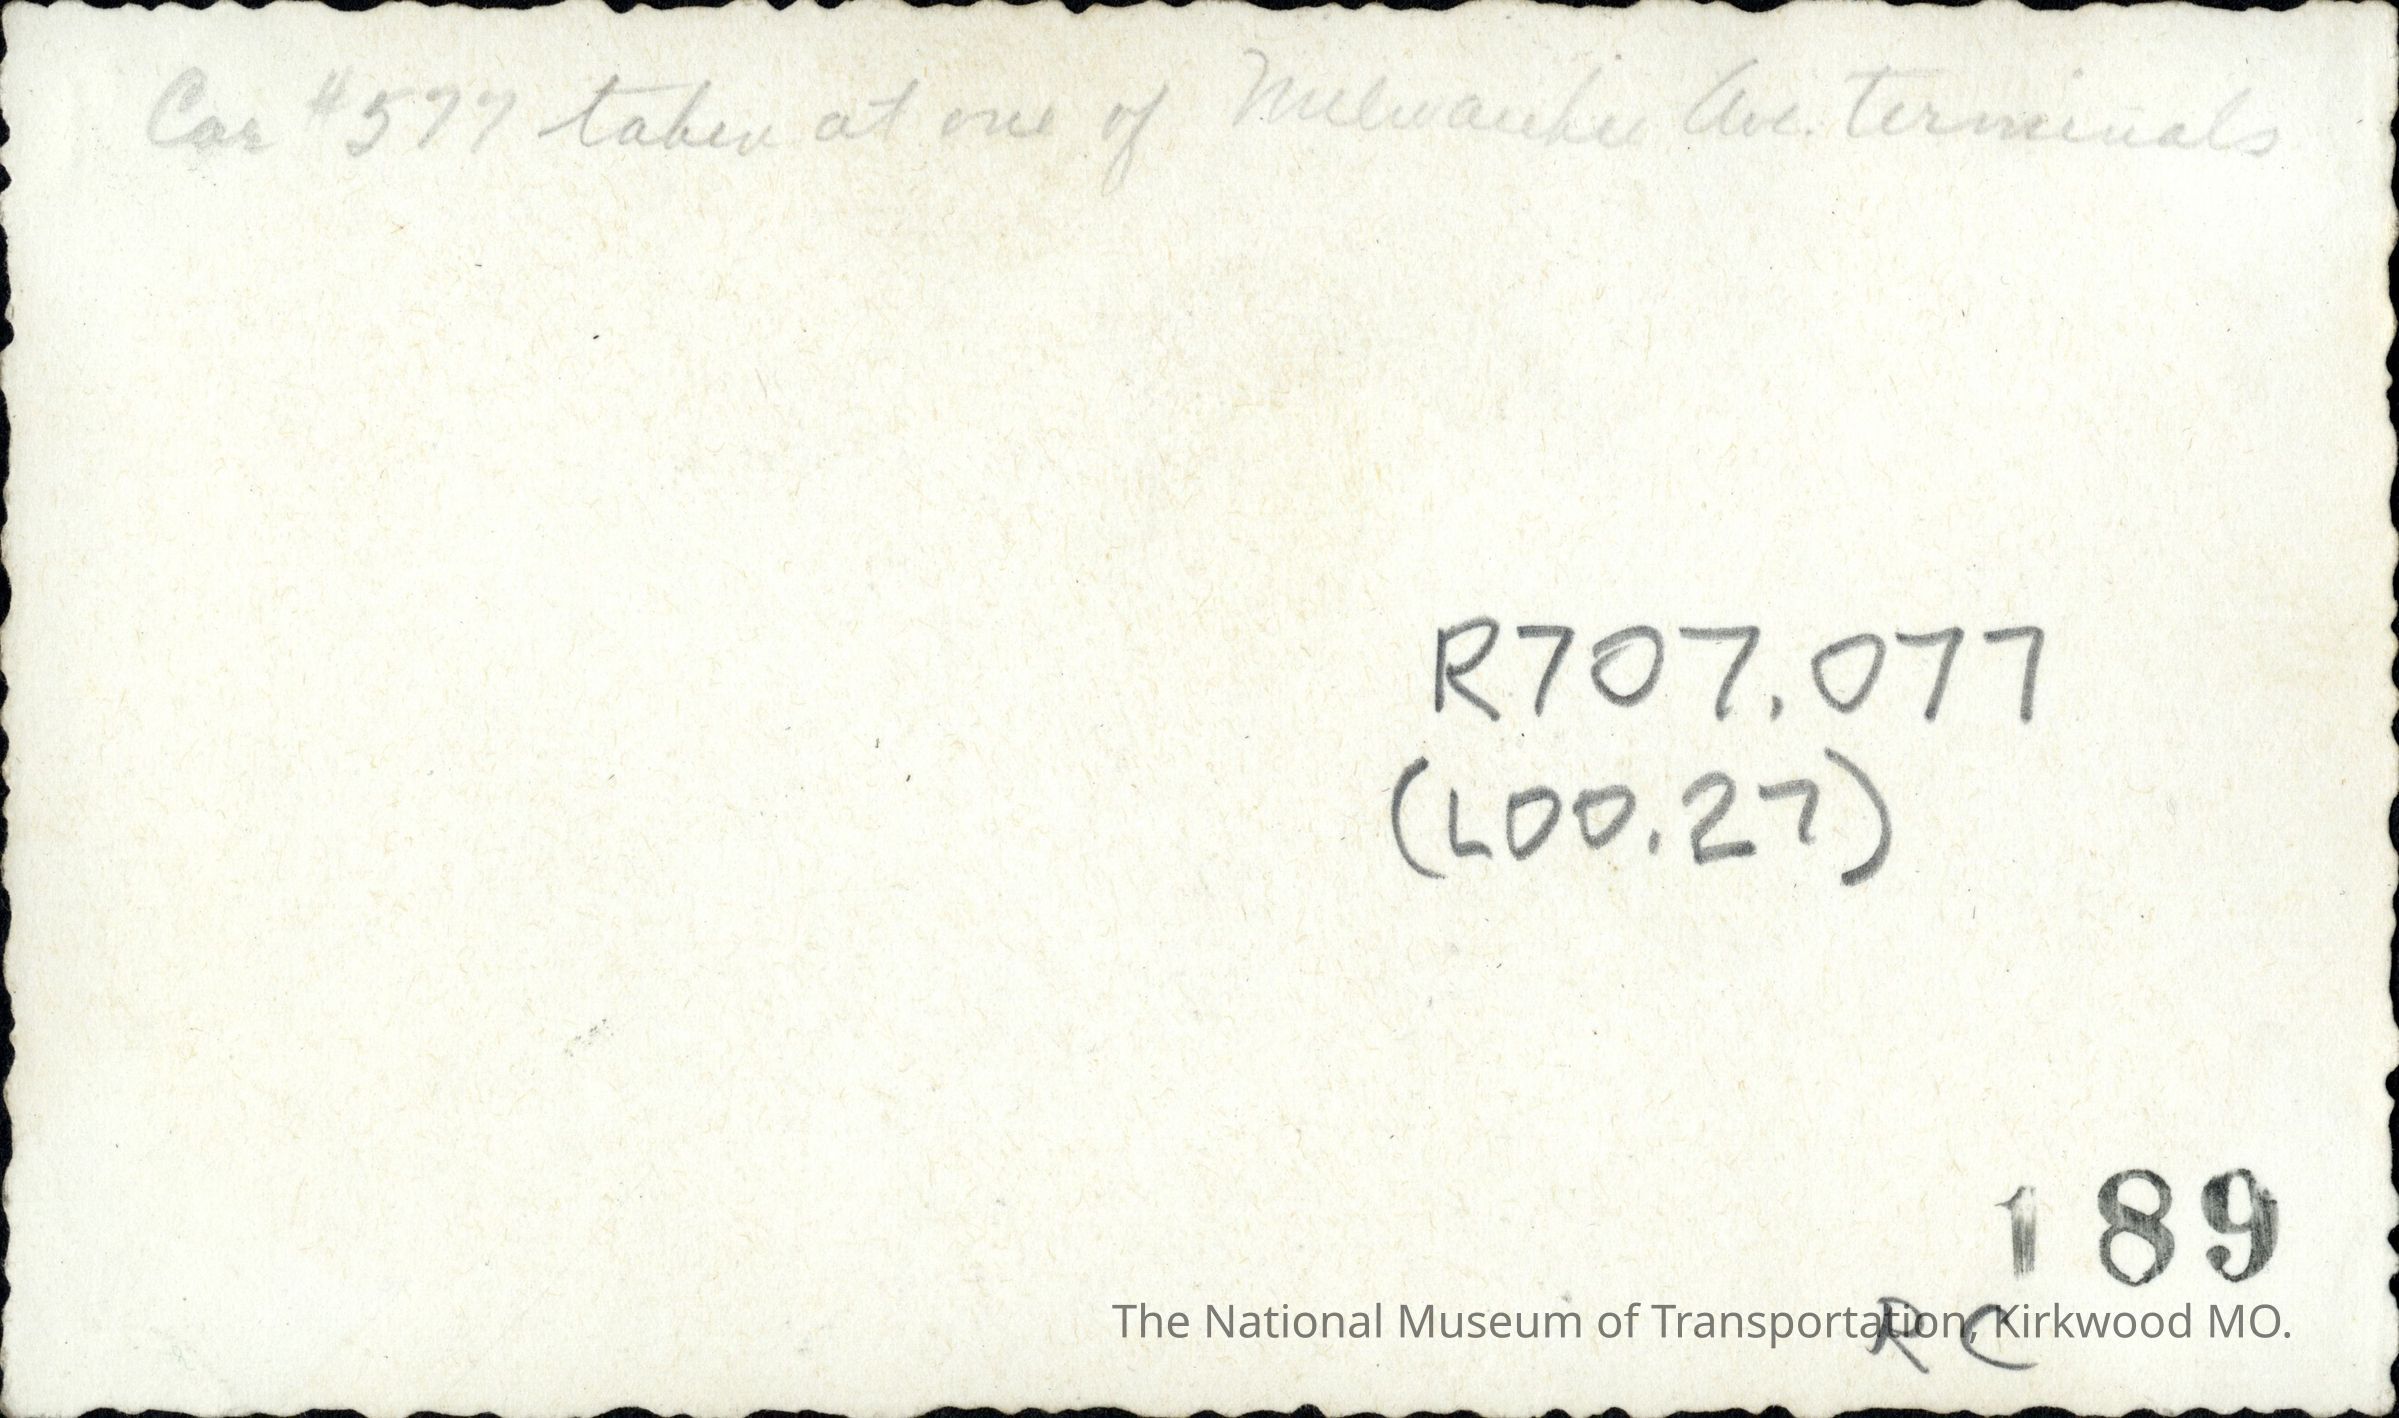 Car #577 taken at one of Milwaukee Ave. terminals
R707.077
(L00.27)
189
The National Museum of Transportation, Kirkwood MO.
RC